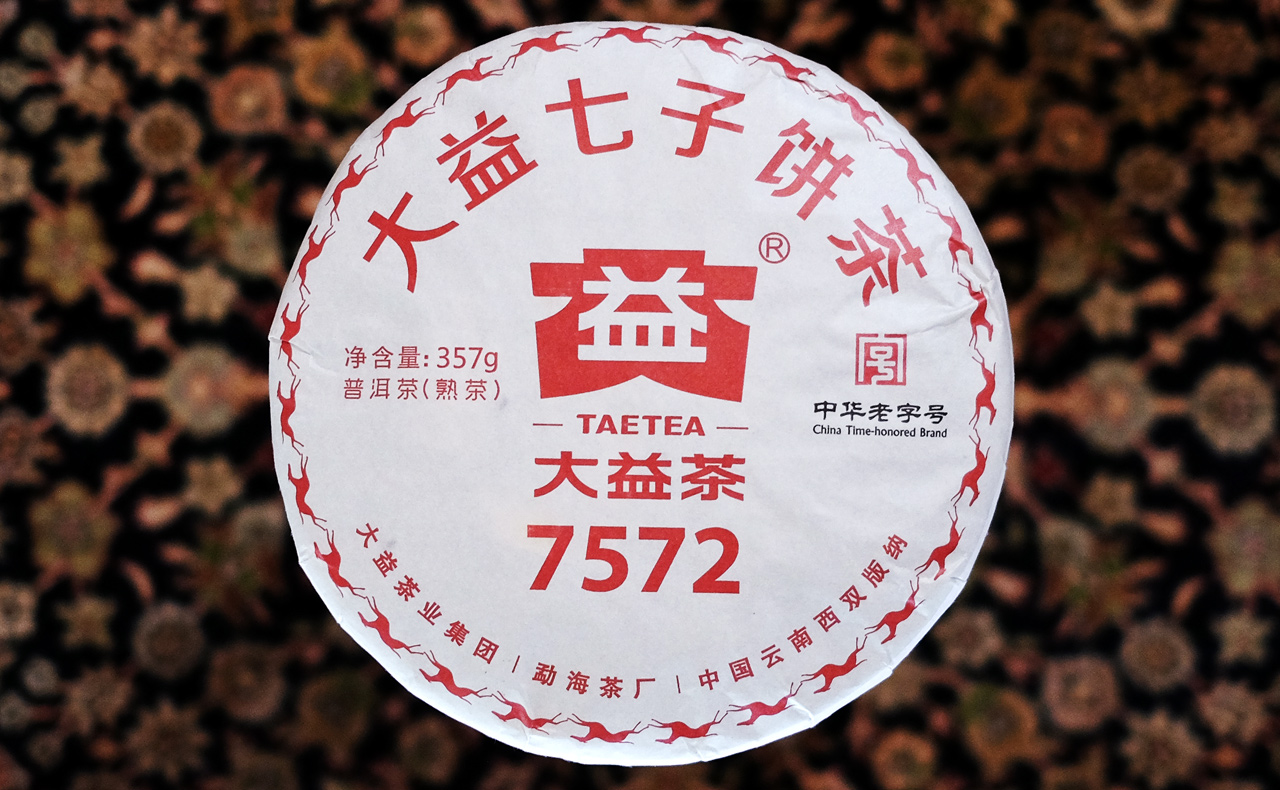 大益七子饼茶
益
®
净含量:357g
普洱茶(熟茶)
TAETEA
大益茶
7572
中华老字号
China Time-honored Brand
大益茶业集团 | 勐海茶厂 | 中国云南西双版纳